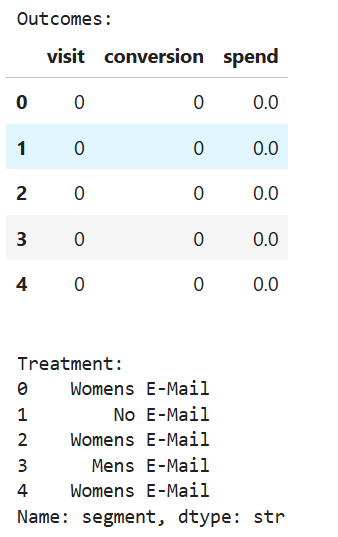 Outcomes:
visit conversion spend
0 0 0 0.0
1 0 0 0.0
2 0 0 0.0
3 0 0 0.0
4 0 0 0.0
Treatment:
0 Womens E-Mail
1 No E-Mail
2 Womens E-Mail
3 Mens E-Mail
4 Womens E-Mail
Name: segment, dtype: str